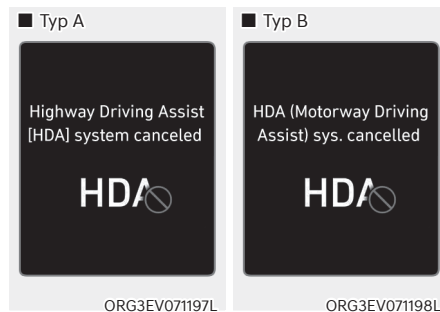 ■ Typ A
Highway Driving Assist
[HDA] system canceled
HDA
ORG3EV071197L
■ Typ B
HDA (Motorway Driving
Assist) sys. cancelled
HDA
ORG3EV071198L